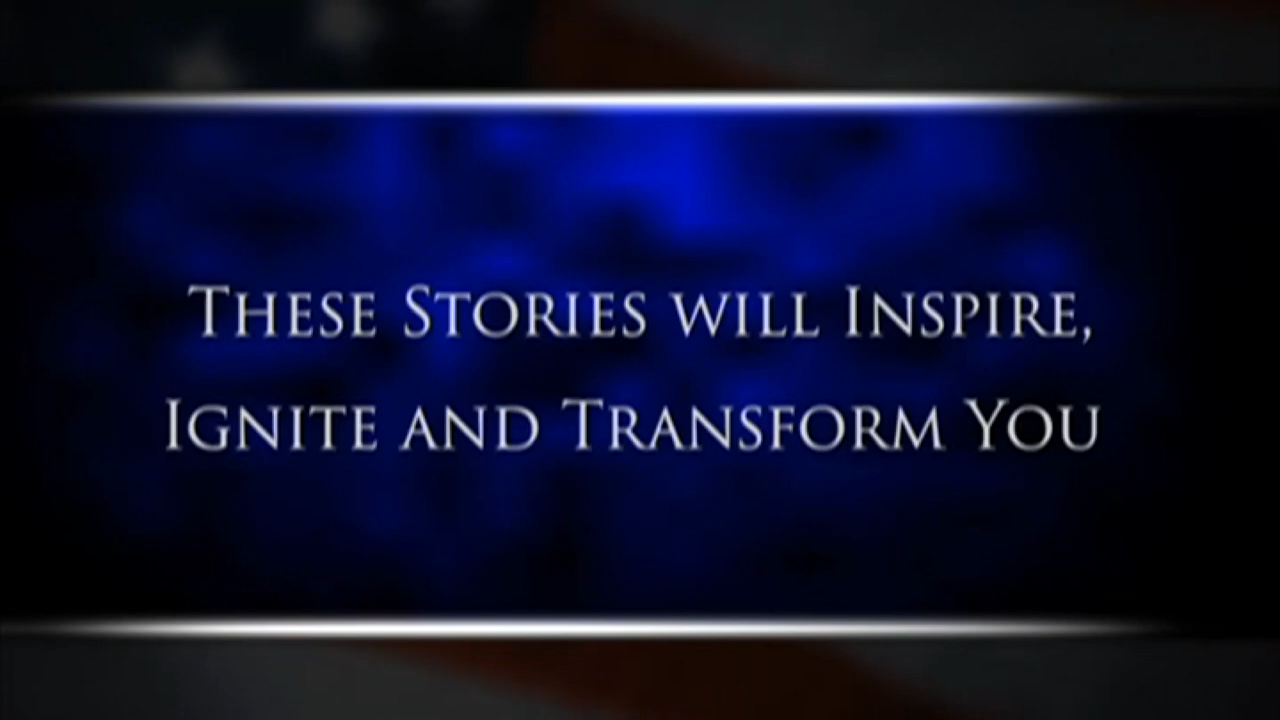 These Stories will Inspire,
Ignite and Transform You